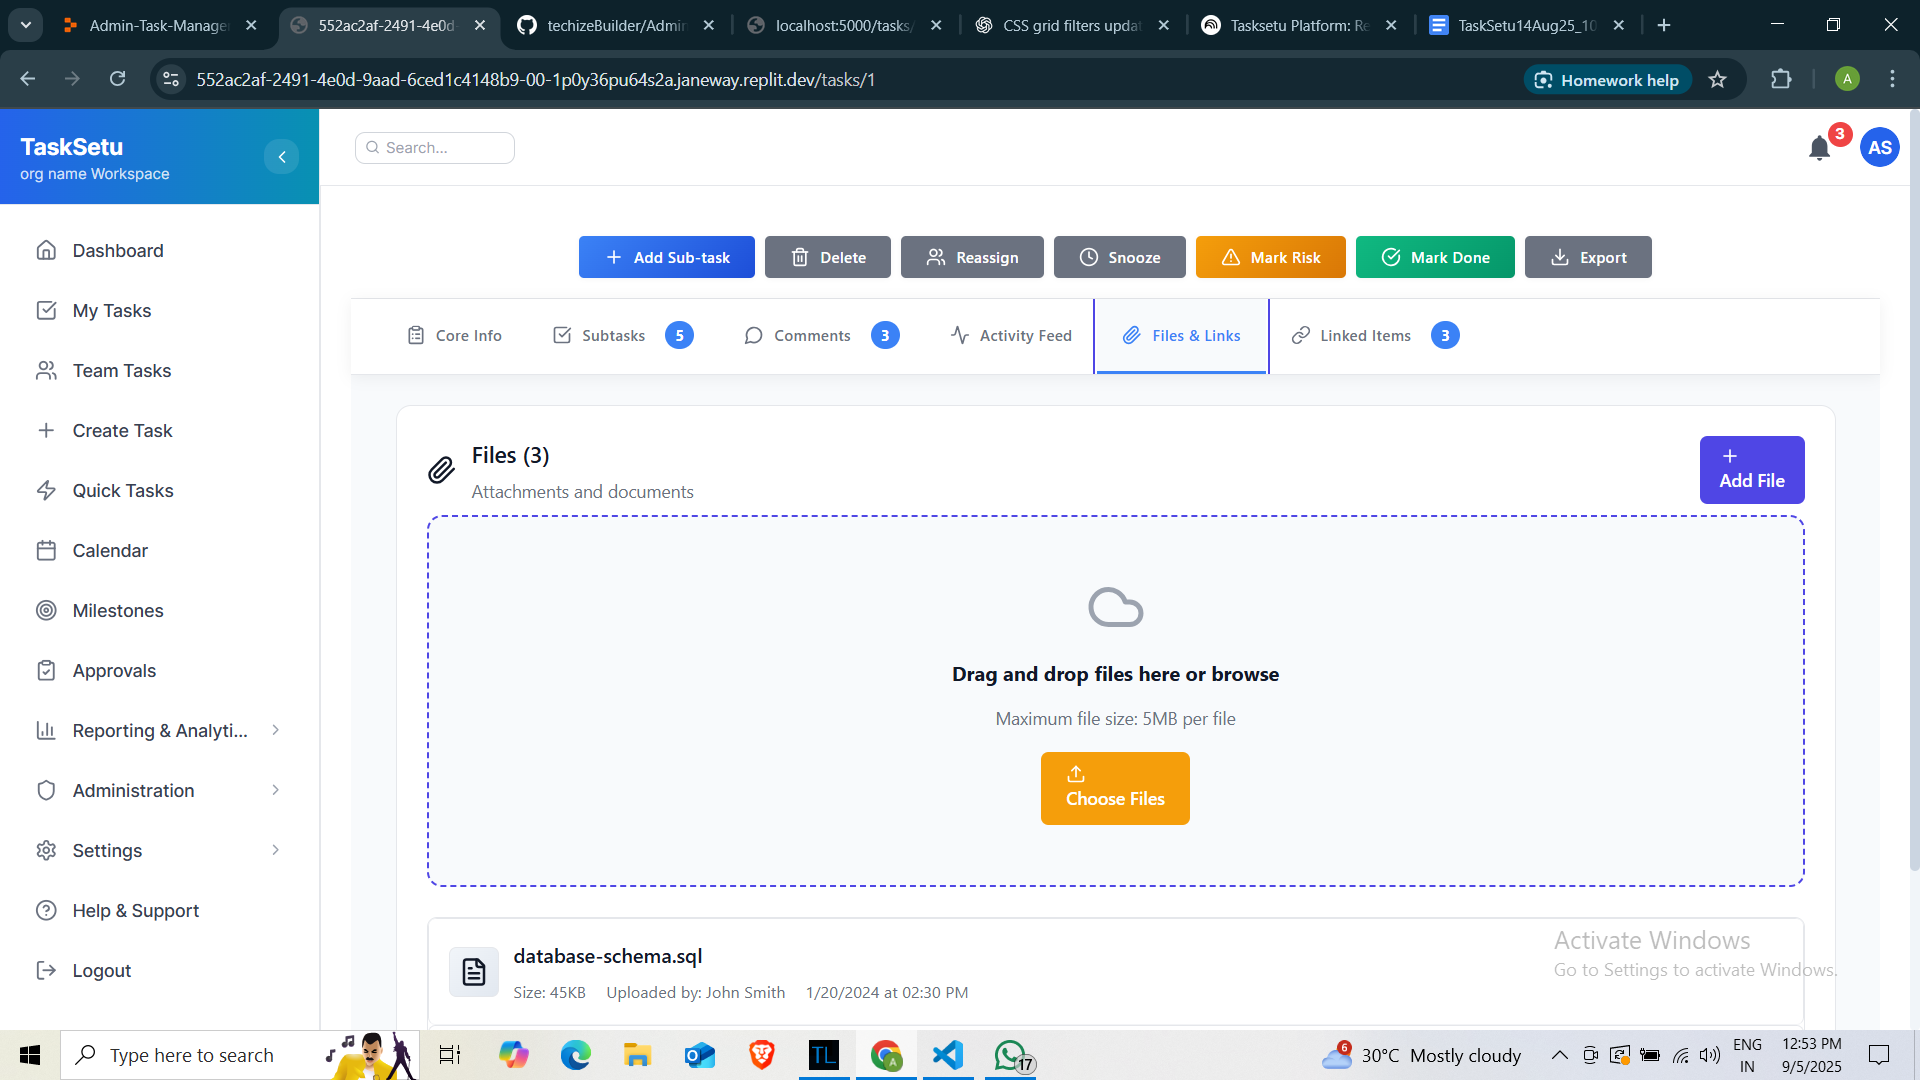 Admin-Task-Manage
552ac2af-2491-4e0d-
techizeBuilder/Admin
localhost:5000/tasks/
CSS grid filters updat
Tasksetu Platform: Re
TaskSetu14Aug25_10
552ac2af-2491-4e0d-9aad-6ced1c4148b9-00-1p0y36pu64s2a.janeway.replit.dev/tasks/1
Homework help
A
TaskSetu
org name Workspace
Search...
3
AS
Dashboard
My Tasks
Team Tasks
Create Task
Quick Tasks
Calendar
Milestones
Approvals
Reporting & Analyti...
Administration
Settings
Help & Support
Logout
Add Sub-task
Delete
Reassign
Snooze
Mark Risk
Mark Done
Export
Core Info
Subtasks 5
Comments 3
Activity Feed
Files & Links
Linked Items 3
Files (3)
Attachments and documents
Add File
Drag and drop files here or browse
Maximum file size: 5MB per file
Choose Files
database-schema.sql
Size: 45KB Uploaded by: John Smith 1/20/2024 at 02:30 PM
Activate Windows
Go to Settings to activate Windows.
Type here to search
TL
A
17
6
30°C Mostly cloudy
ENG
IN
12:53 PM
9/5/2025